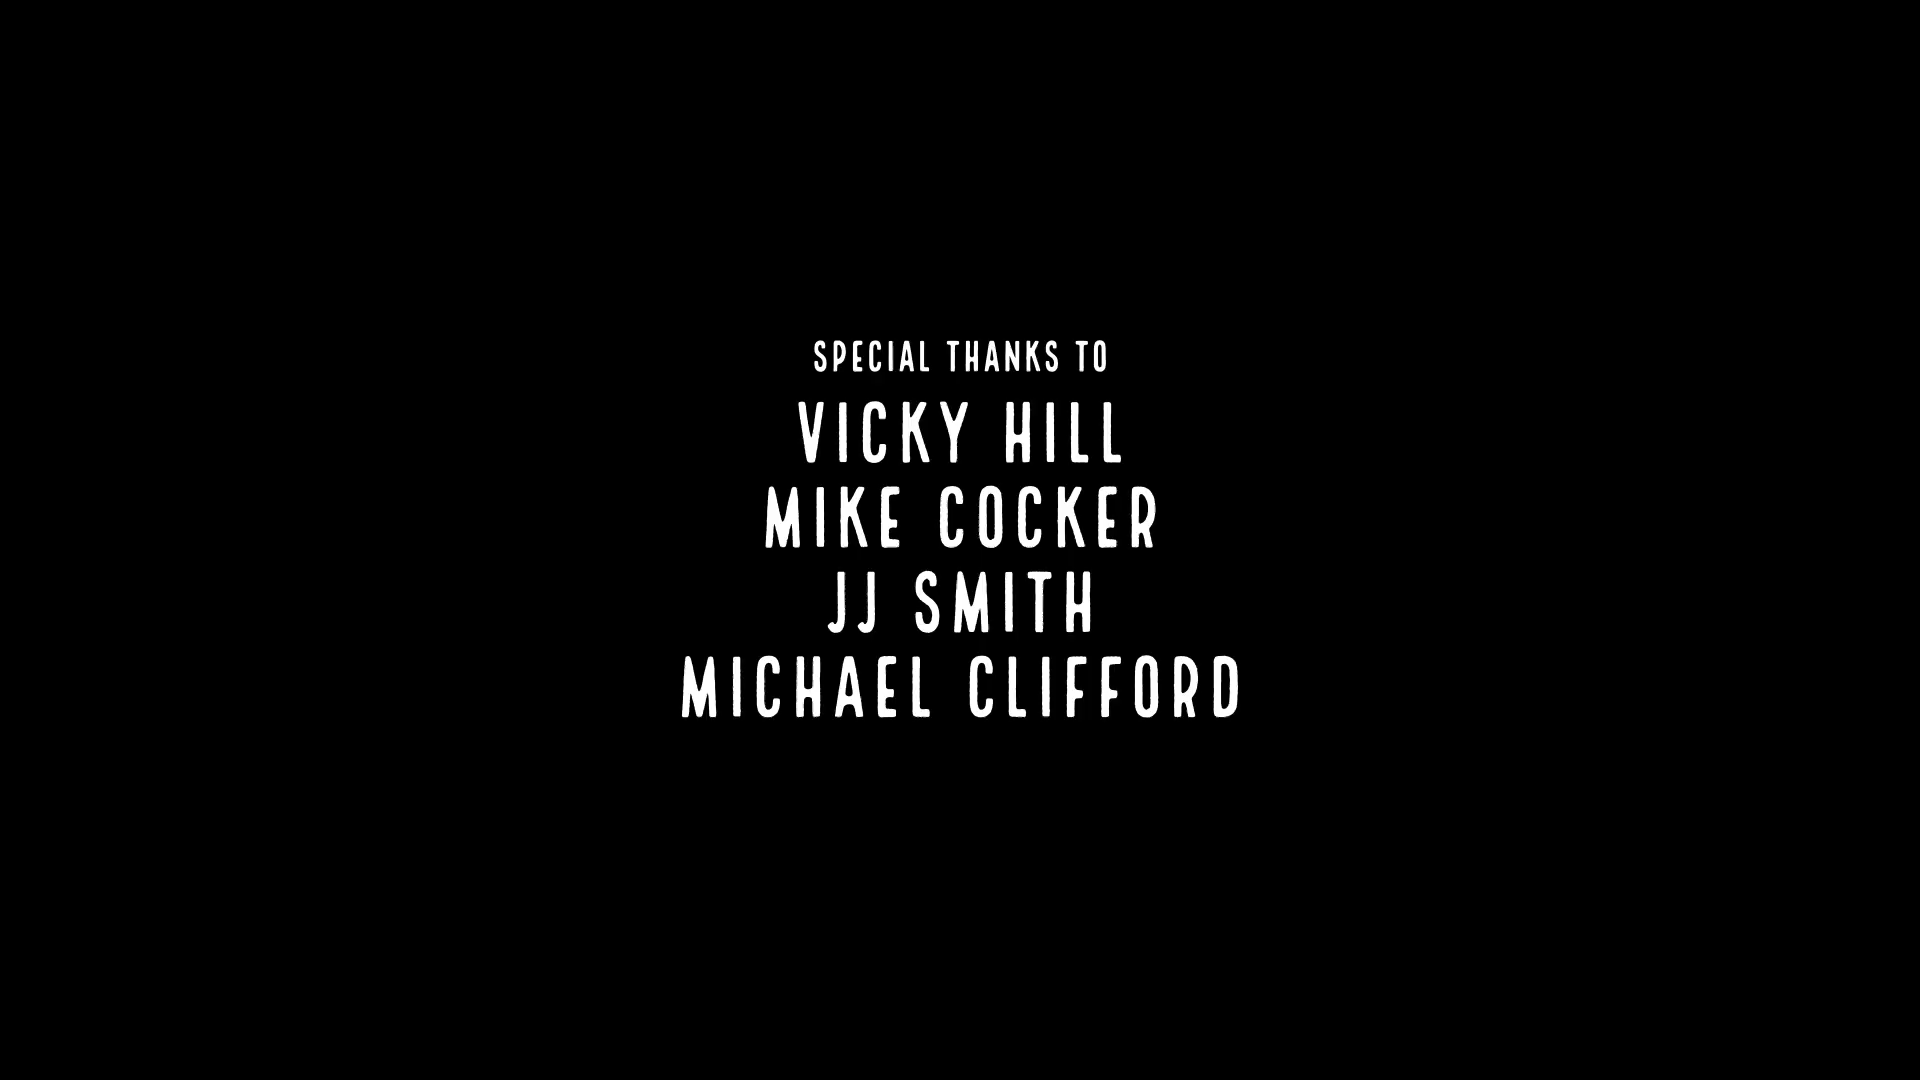 SPECIAL THANKS TO
VICKY HILL
MIKE COCKER
JJ SMITH
MICHAEL CLIFFORD